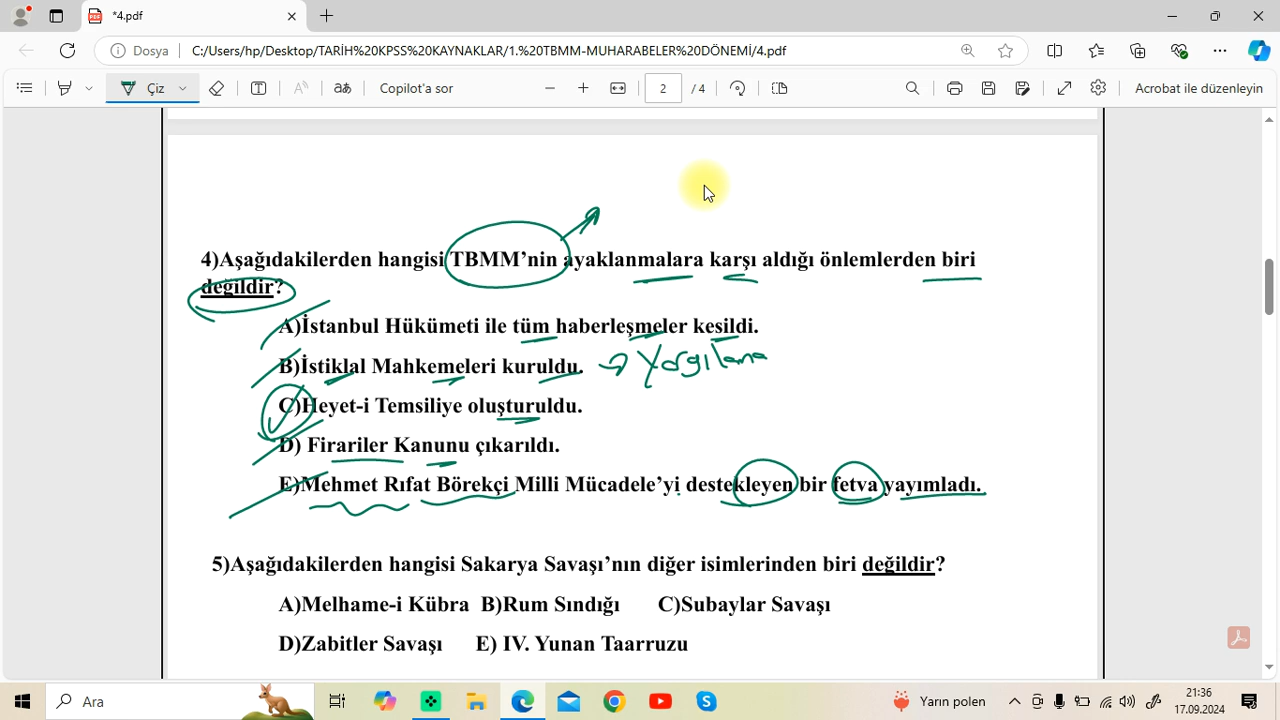 *4.pdf
Dosya C:/Users/hp/Desktop/TARİH%20KPSS%20KAYNAKLAR/1.%20TBMM-MUHARABELER%20DÖNEMİ/4.pdf
Çiz aあ Copilot'a sor 2 / 4 Acrobat ile düzenleyin
4)Aşağıdakilerden hangisi TBMM’nin ayaklanmalara karşı aldığı önlemlerden biri
değildir?
A)İstanbul Hükümeti ile tüm haberleşmeler kesildi.
B)İstiklal Mahkemeleri kuruldu. Yargılama
C)Heyet-i Temsiliye oluşturuldu.
D) Firariler Kanunu çıkarıldı.
E)Mehmet Rıfat Börekçi Milli Mücadele’yi destekleyen bir fetva yayımladı.
5)Aşağıdakilerden hangisi Sakarya Savaşı’nın diğer isimlerinden biri değildir?
A)Melhame-i Kübra B)Rum Sındığı C)Subaylar Savaşı
D)Zabitler Savaşı E) IV. Yunan Taarruzu
Ara Yarın polen 21:36
17.09.2024